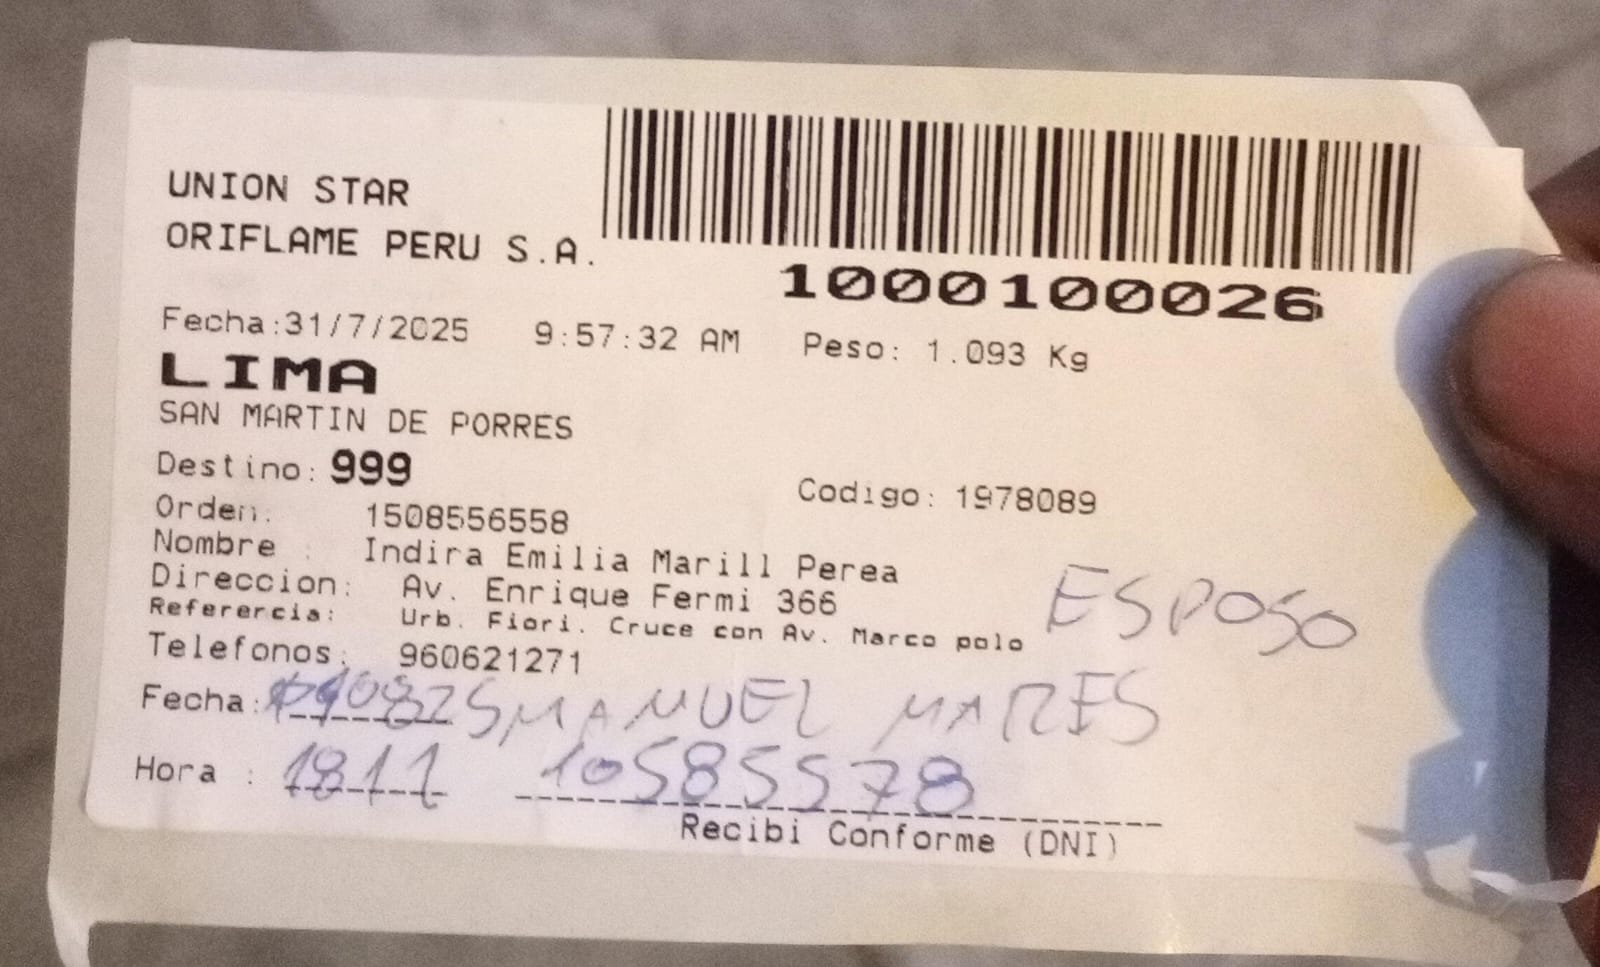 UNION STAR
ORIFLAME PERU S.A.
1000100026
Fecha:31/7/2025 9:57:32 AM Peso: 1.093 Kg
LIMA
SAN MARTIN DE PORRES
Destino: 999
Codigo: 1978089
Orden: 1508556558
Nombre : Indira Emilia Marill Perea
Direccion: Av. Enrique Fermi 366
ESPOSO
Referencia: Urb. Fiori. Cruce con Av. Marco polo
Telefonos: 960621271
Fecha: MANUEL MARES
Hora : 1811 10585578
Recibi Conforme (DNI)